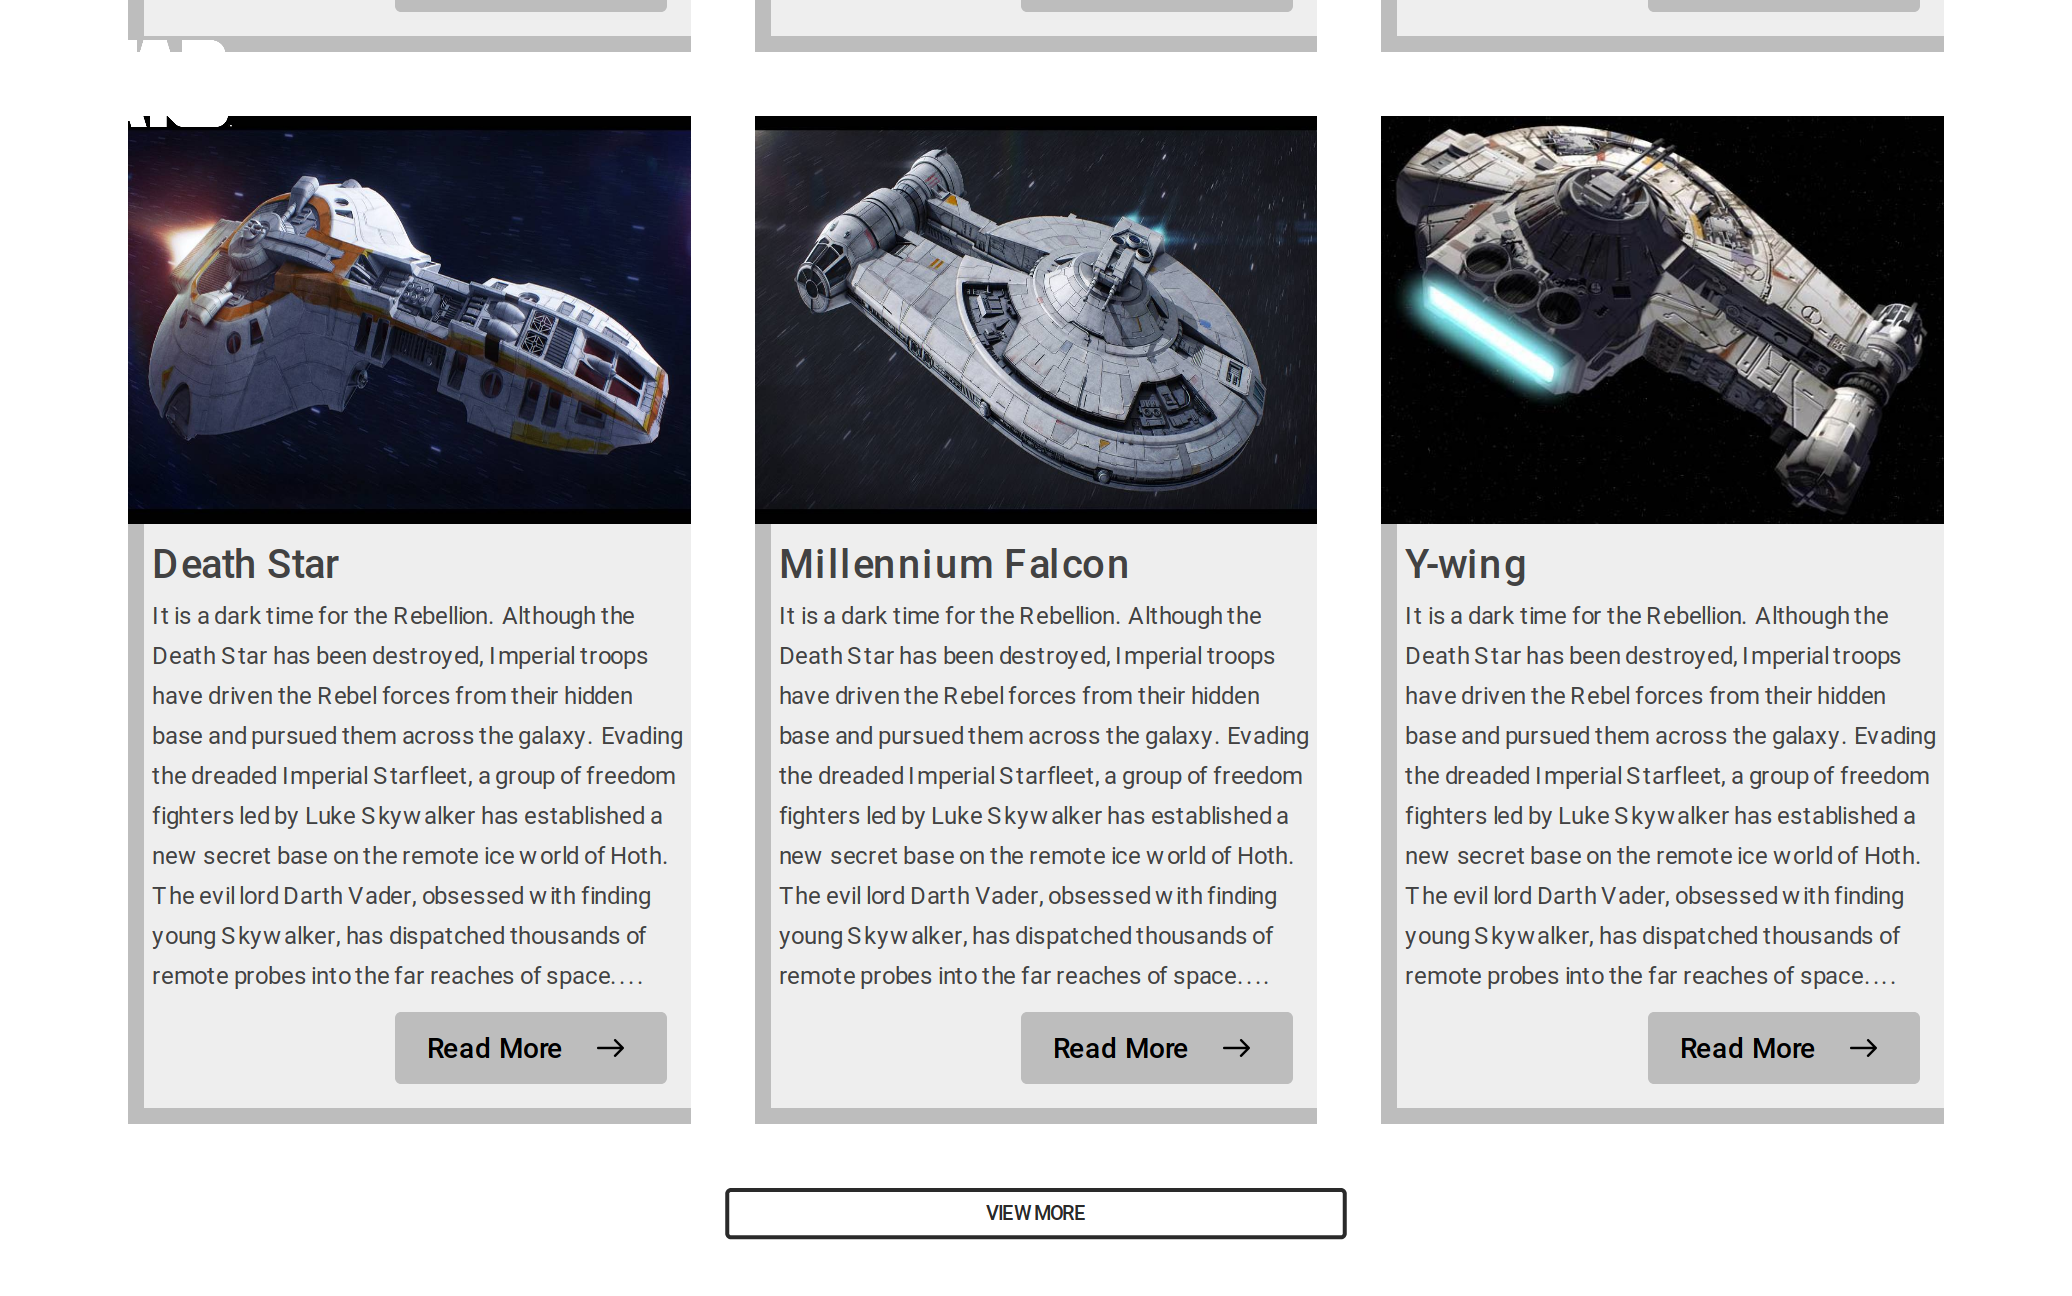 Death Star
It is a dark time for the Rebellion. Although the
Death Star has been destroyed, Imperial troops
have driven the Rebel forces from their hidden
base and pursued them across the galaxy. Evading
the dreaded Imperial Starfleet, a group of freedom
fighters led by Luke Skywalker has established a
new secret base on the remote ice world of Hoth.
The evil lord Darth Vader, obsessed with finding
young Skywalker, has dispatched thousands of
remote probes into the far reaches of space....
Read More
Millennium Falcon
It is a dark time for the Rebellion. Although the
Death Star has been destroyed, Imperial troops
have driven the Rebel forces from their hidden
base and pursued them across the galaxy. Evading
the dreaded Imperial Starfleet, a group of freedom
fighters led by Luke Skywalker has established a
new secret base on the remote ice world of Hoth.
The evil lord Darth Vader, obsessed with finding
young Skywalker, has dispatched thousands of
remote probes into the far reaches of space....
Read More
Y-wing
It is a dark time for the Rebellion. Although the
Death Star has been destroyed, Imperial troops
have driven the Rebel forces from their hidden
base and pursued them across the galaxy. Evading
the dreaded Imperial Starfleet, a group of freedom
fighters led by Luke Skywalker has established a
new secret base on the remote ice world of Hoth.
The evil lord Darth Vader, obsessed with finding
young Skywalker, has dispatched thousands of
remote probes into the far reaches of space....
Read More
VIEW MORE